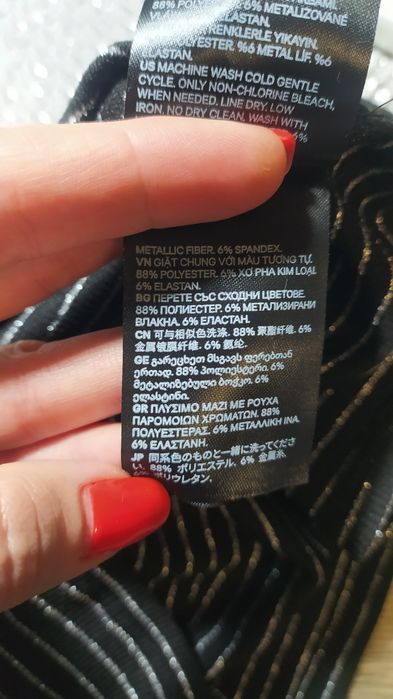 88% POLYESTER, 6% METALIZOVANÉ
ELASTAN.
RENKLERLE YIKAYIN.
POLYESTER. %6 METAL LİF. %6
ELASTAN.
US MACHINE WASH COLD GENTLE
CYCLE. ONLY NON-CHLORINE BLEACH,
WHEN NEEDED. LINE DRY. LOW
IRON. NO DRY CLEAN. WASH WITH
6%
METALLIC FIBER. 6% SPANDEX.
VN GIẶT CHUNG VỚI MÀU TƯƠNG TỰ.
88% POLYESTER. 6% XƠ PHA KIM LOẠI.
6% ELASTAN.
BG ПЕРЕТЕ СЪС СХОДНИ ЦВЕТОВЕ.
88% ПОЛИЕСТЕР. 6% МЕТАЛИЗИРАНИ
ВЛАКНА. 6% ЕЛАСТАН.
CN 可与相似色洗涤. 88% 聚酯纤维. 6%
金属镀膜纤维. 6% 氨纶.
GE გარეცხეთ მსგავს ფერებთან
ერთად. 88% პოლიესტერი. 6%
მეტალიზებული ბოჭკო. 6%
ელასტინი.
GR ΠΛΥΣΙΜΟ ΜΑΖΙ ΜΕ ΡΟΥΧΑ
ΠΑΡΟΜΟΙΩΝ ΧΡΩΜΑΤΩΝ. 88%
ΠΟΛΥΕΣΤΕΡΑΣ. 6% ΜΕΤΑΛΛΙΚΗ ΙΝΑ.
6% ΕΛΑΣΤΑΝΗ.
JP 同系色のものと一緒に洗ってくださ
い. 88% ポリエステル. 6% 金属糸.
6% ポリウレタン.